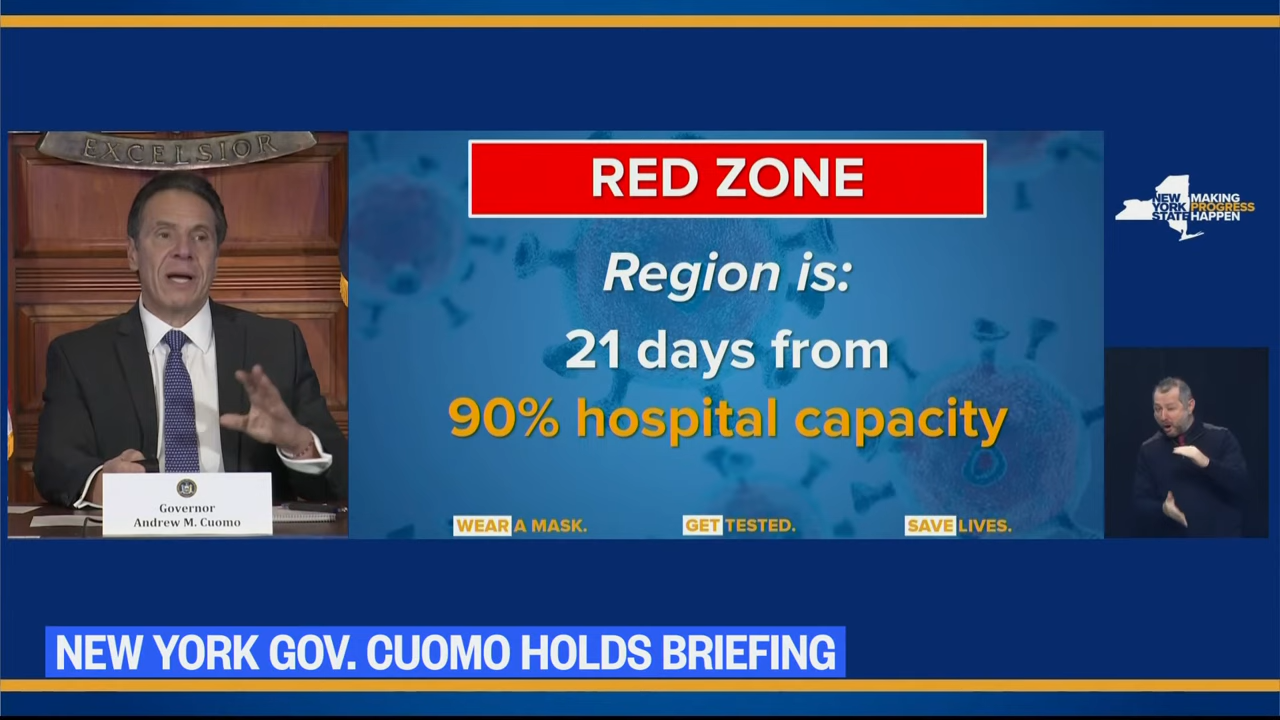 EXCELSIOR
RED ZONE
Region is:
21 days from
90% hospital capacity
WEAR A MASK.
GET TESTED.
SAVE LIVES.
Governor
Andrew M. Cuomo
NEW
YORK
STATE
MAKING
PROGRESS
HAPPEN
NEW YORK GOV. CUOMO HOLDS BRIEFING